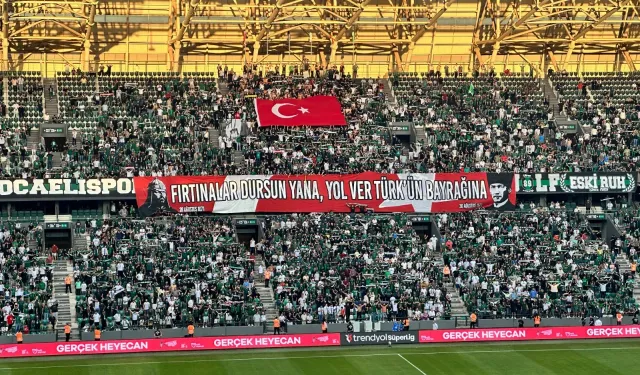 OCAELISPOR
FIRTINALAR DURSUN YANA, YOL VER TÜRK'ÜN BAYRAĞINA
ESKİ RUH
GERÇEK HEYECAN
GERÇEK HEYECAN
trendyol süperlig
GERÇEK HEYECAN
GERÇEK HEYECAN